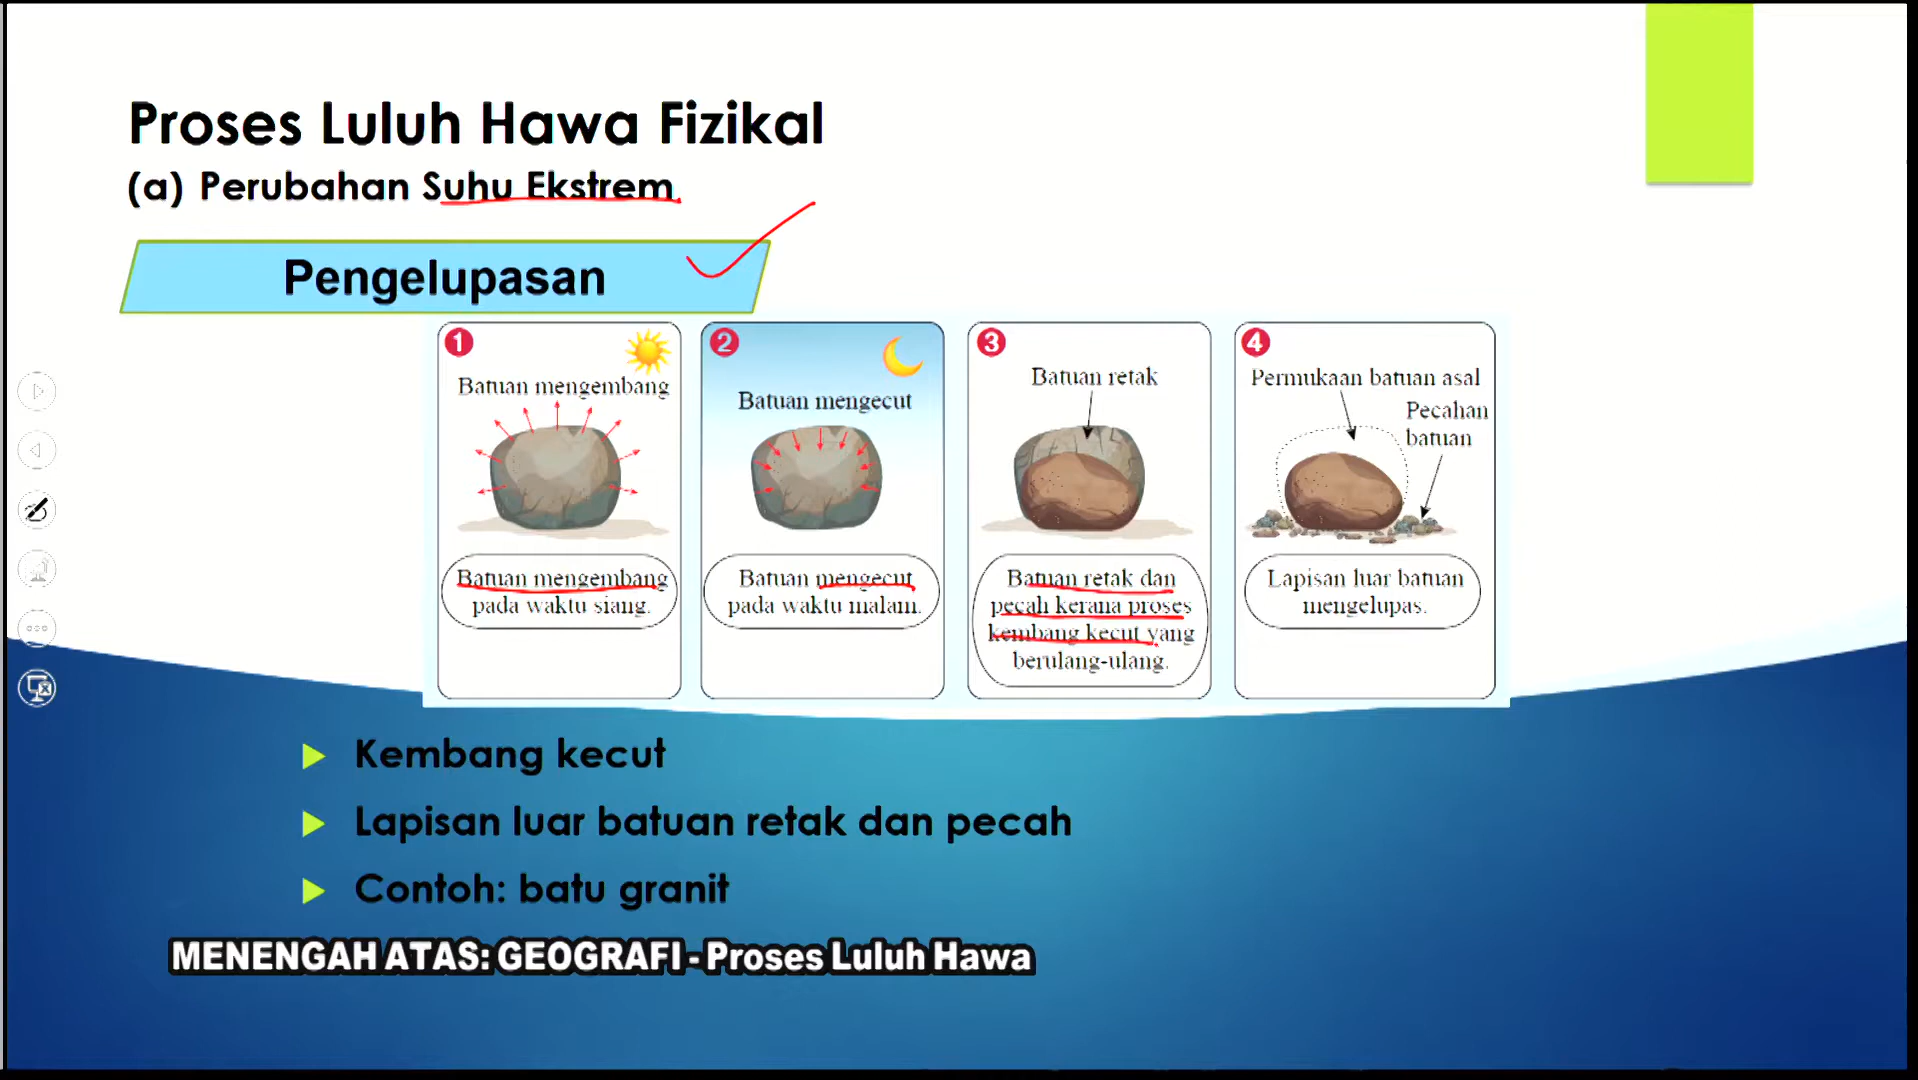 Proses Luluh Hawa Fizikal
(a) Perubahan Suhu Ekstrem
Pengelupasan
1
Batuan mengembang
Batuan mengembang
pada waktu siang.
2
Batuan mengecut
Batuan mengecut
pada waktu malam.
3
Batuan retak
Batuan retak dan
pecah kerana proses
kembang kecut yang
berulang-ulang.
4
Permukaan batuan asal
Pecahan
batuan
Lapisan luar batuan
mengelupas.
Kembang kecut
Lapisan luar batuan retak dan pecah
Contoh: batu granit
MENENGAH ATAS: GEOGRAFI - Proses Luluh Hawa